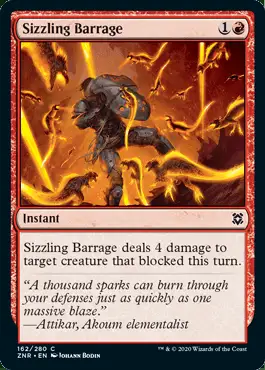 Sizzling Barrage 1
Instant
Sizzling Barrage deals 4 damage to
target creature that blocked this turn.
“A thousand sparks can burn through
your defenses just as quickly as one
massive blaze.”
—Attikar, Akoum elementalist
162/280 C
ZNR • EN Johann Bodin
™ & © 2020 Wizards of the Coast